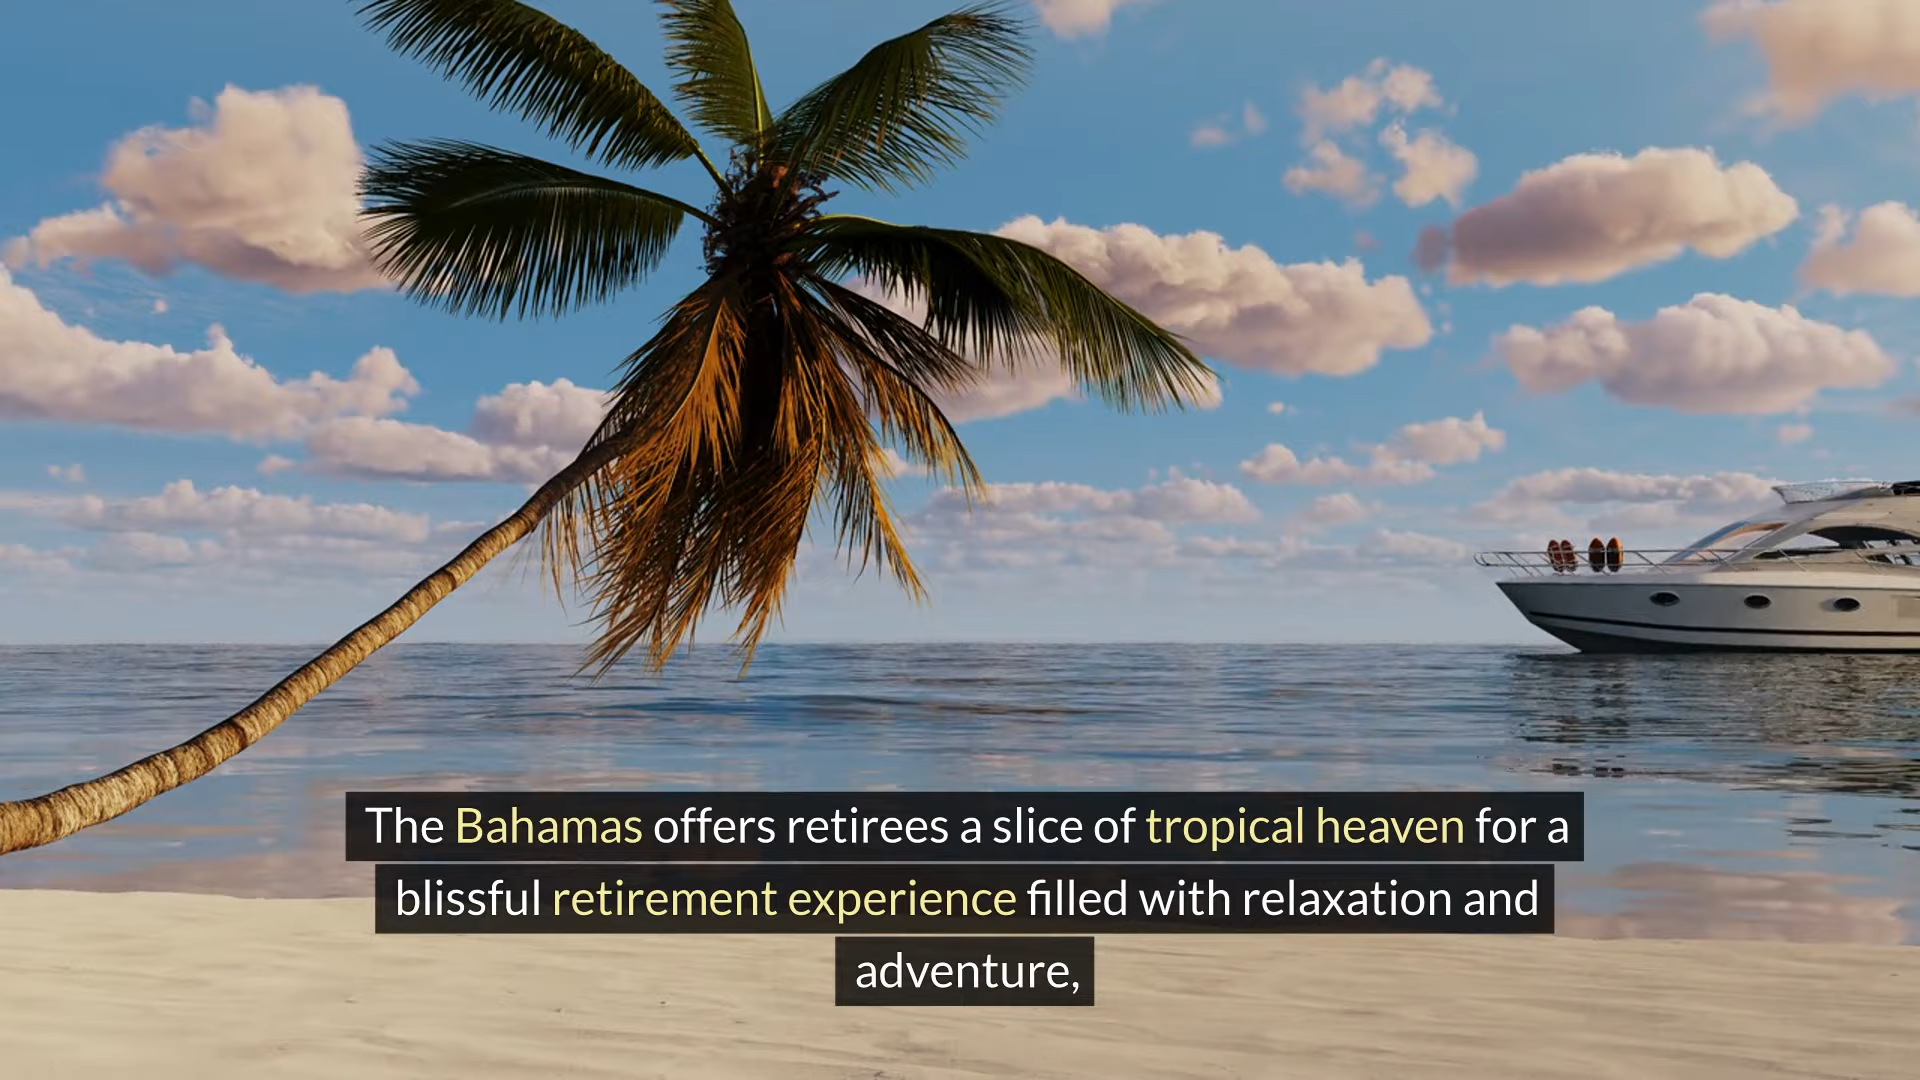 The Bahamas offers retirees a slice of tropical heaven for a
blissful retirement experience filled with relaxation and
adventure,